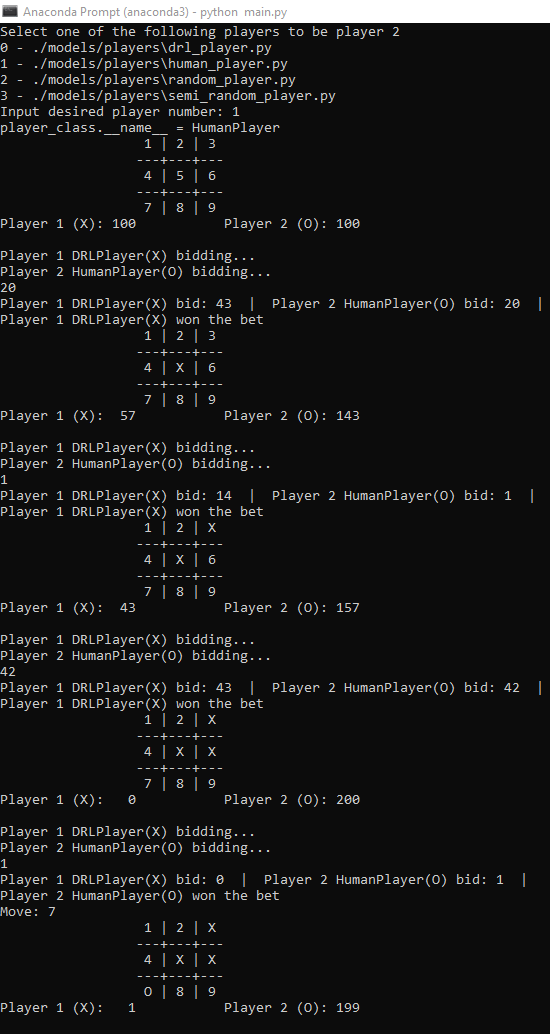 Anaconda Prompt (anaconda3) - python  main.py
Select one of the following players to be player 2
0 - ./models/players\drl_player.py
1 - ./models/players\human_player.py
2 - ./models/players\random_player.py
3 - ./models/players\semi_random_player.py
Input desired player number: 1
player_class.__name__ = HumanPlayer
                  1 | 2 | 3
                 ---+---+---
                  4 | 5 | 6
                 ---+---+---
                  7 | 8 | 9
Player 1 (X): 100           Player 2 (O): 100

Player 1 DRLPlayer(X) bidding...
Player 2 HumanPlayer(O) bidding...
20
Player 1 DRLPlayer(X) bid: 43  |  Player 2 HumanPlayer(O) bid: 20  |
Player 1 DRLPlayer(X) won the bet
                  1 | 2 | 3
                 ---+---+---
                  4 | X | 6
                 ---+---+---
                  7 | 8 | 9
Player 1 (X):  57           Player 2 (O): 143

Player 1 DRLPlayer(X) bidding...
Player 2 HumanPlayer(O) bidding...
1
Player 1 DRLPlayer(X) bid: 14  |  Player 2 HumanPlayer(O) bid: 1  |
Player 1 DRLPlayer(X) won the bet
                  1 | 2 | X
                 ---+---+---
                  4 | X | 6
                 ---+---+---
                  7 | 8 | 9
Player 1 (X):  43           Player 2 (O): 157

Player 1 DRLPlayer(X) bidding...
Player 2 HumanPlayer(O) bidding...
42
Player 1 DRLPlayer(X) bid: 43  |  Player 2 HumanPlayer(O) bid: 42  |
Player 1 DRLPlayer(X) won the bet
                  1 | 2 | X
                 ---+---+---
                  4 | X | X
                 ---+---+---
                  7 | 8 | 9
Player 1 (X):   0           Player 2 (O): 200

Player 1 DRLPlayer(X) bidding...
Player 2 HumanPlayer(O) bidding...
1
Player 1 DRLPlayer(X) bid: 0  |  Player 2 HumanPlayer(O) bid: 1  |
Player 2 HumanPlayer(O) won the bet
Move: 7
                  1 | 2 | X
                 ---+---+---
                  4 | X | X
                 ---+---+---
                  O | 8 | 9
Player 1 (X):   1           Player 2 (O): 199